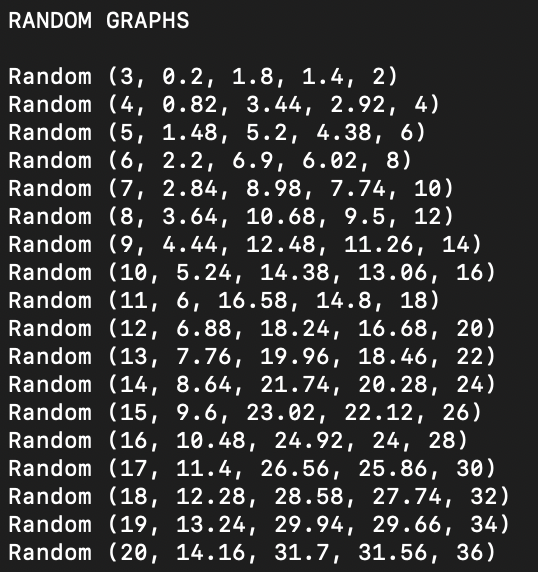 RANDOM GRAPHS
Random (3, 0.2, 1.8, 1.4, 2)
Random (4, 0.82, 3.44, 2.92, 4)
Random (5, 1.48, 5.2, 4.38, 6)
Random (6, 2.2, 6.9, 6.02, 8)
Random (7, 2.84, 8.98, 7.74, 10)
Random (8, 3.64, 10.68, 9.5, 12)
Random (9, 4.44, 12.48, 11.26, 14)
Random (10, 5.24, 14.38, 13.06, 16)
Random (11, 6, 16.58, 14.8, 18)
Random (12, 6.88, 18.24, 16.68, 20)
Random (13, 7.76, 19.96, 18.46, 22)
Random (14, 8.64, 21.74, 20.28, 24)
Random (15, 9.6, 23.02, 22.12, 26)
Random (16, 10.48, 24.92, 24, 28)
Random (17, 11.4, 26.56, 25.86, 30)
Random (18, 12.28, 28.58, 27.74, 32)
Random (19, 13.24, 29.94, 29.66, 34)
Random (20, 14.16, 31.7, 31.56, 36)